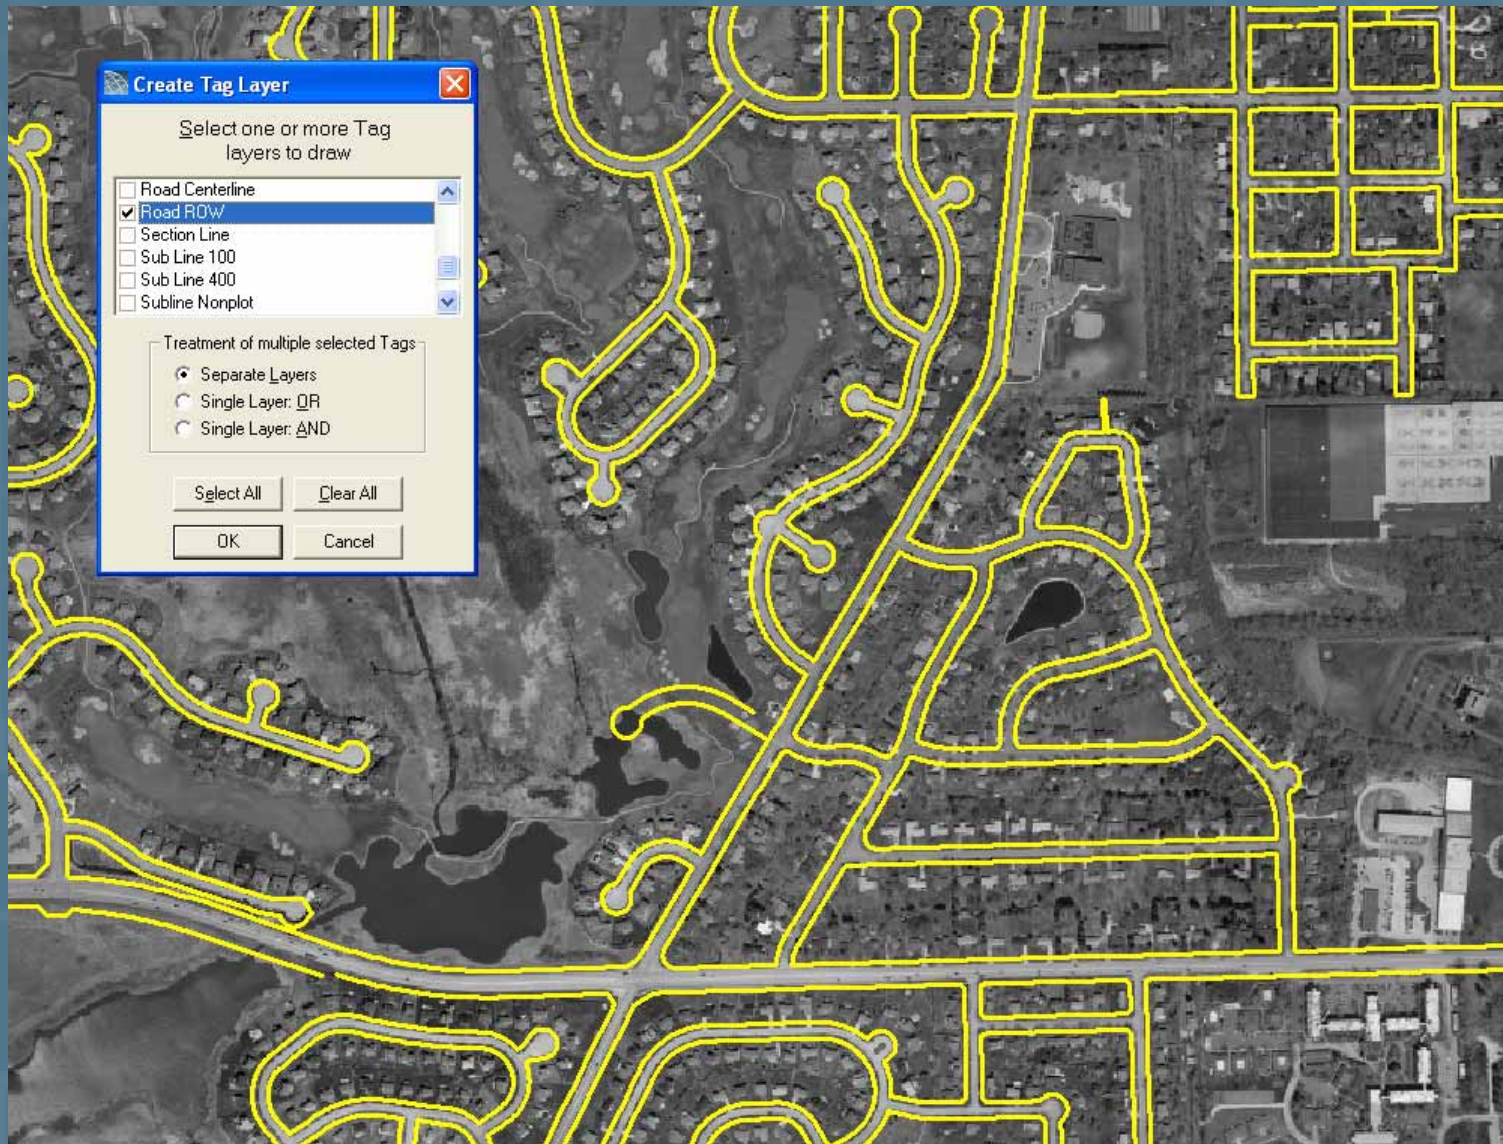 Create Tag Layer
Select one or more Tag
layers to draw
Road Centerline
Road ROW
Section Line
Sub Line 100
Sub Line 400
Subline Nonplot
Treatment of multiple selected Tags
Separate Layers
Single Layer: OR
Single Layer: AND
Select All
Clear All
OK
Cancel